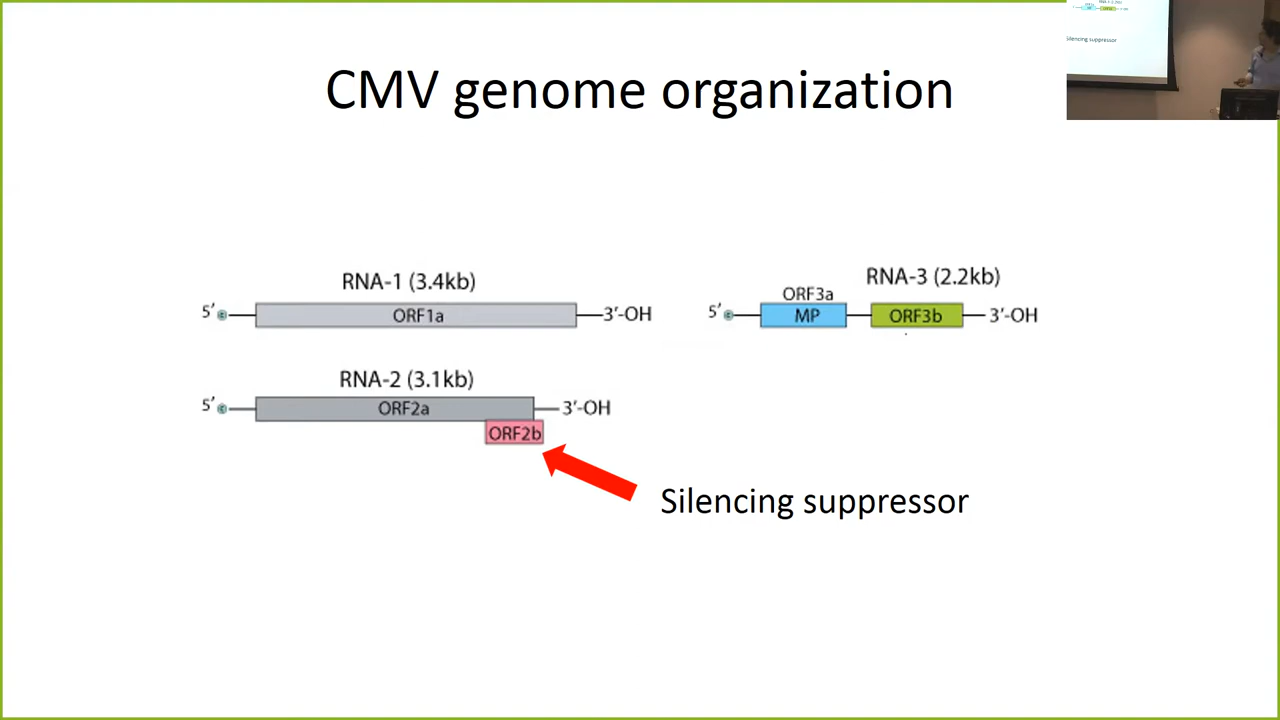 CMV genome organization
RNA-1 (3.4kb)
5′ c ORF1a 3′-OH
RNA-2 (3.1kb)
5′ c ORF2a 3′-OH
ORF2b
RNA-3 (2.2kb)
ORF3a
5′ c MP ORF3b 3′-OH
Silencing suppressor
Silencing suppressor